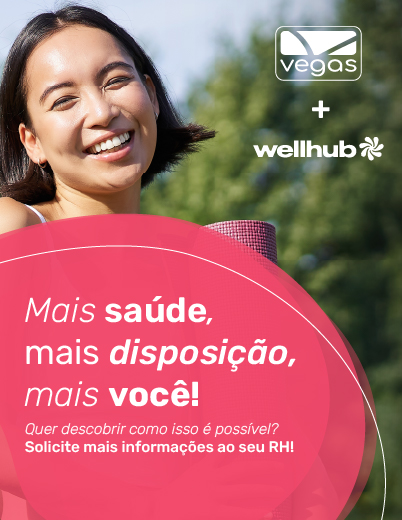 vegas
+
wellhub
Mais saúde,
mais disposição,
mais você!
Quer descobrir como isso é possível?
Solicite mais informações ao seu RH!